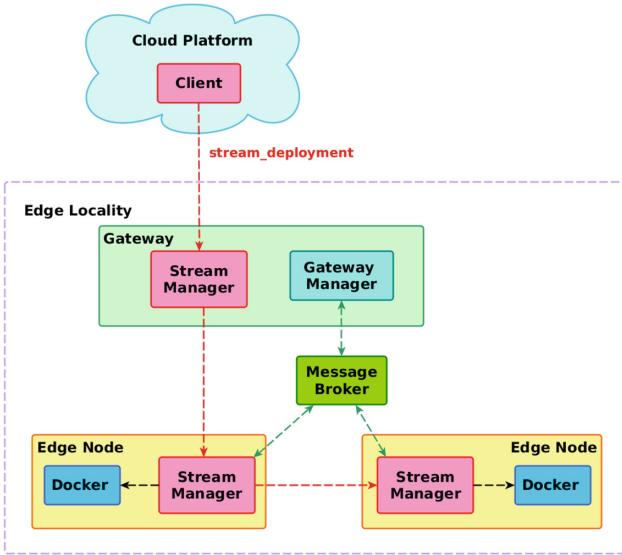 Cloud Platform
Client
stream_deployment
Edge Locality
Gateway
Stream
Manager
Gateway
Manager
Message
Broker
Edge Node
Docker
Stream
Manager
Edge Node
Stream
Manager
Docker